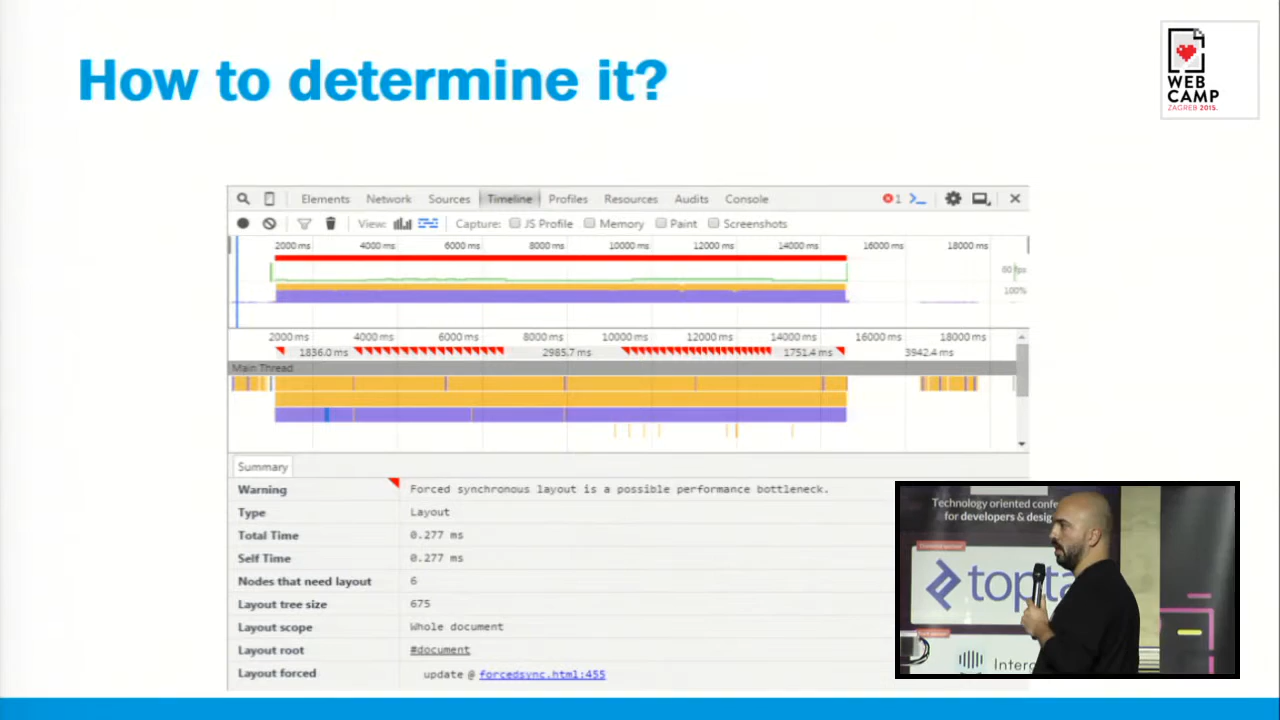 How to determine it?
WEB
CAMP
ZAGREB 2015.
Elements Network Sources Timeline Profiles Resources Audits Console 1
View: Capture: JS Profile Memory Paint Screenshots
2000 ms 4000 ms 6000 ms 8000 ms 10000 ms 12000 ms 14000 ms 16000 ms 18000 ms
60 fps
100%
2000 ms 4000 ms 6000 ms 8000 ms 10000 ms 12000 ms 14000 ms 16000 ms 18000 ms
1836.0 ms 2985.7 ms 1751.4 ms 3942.4 ms
Main Thread
Summary
Warning Forced synchronous layout is a possible performance bottleneck.
Type Layout
Total Time 0.277 ms
Self Time 0.277 ms
Nodes that need layout 6
Layout tree size 675
Layout scope Whole document
Layout root #document
Layout forced update @ forcedsync.html:455
Technology oriented
for developers &